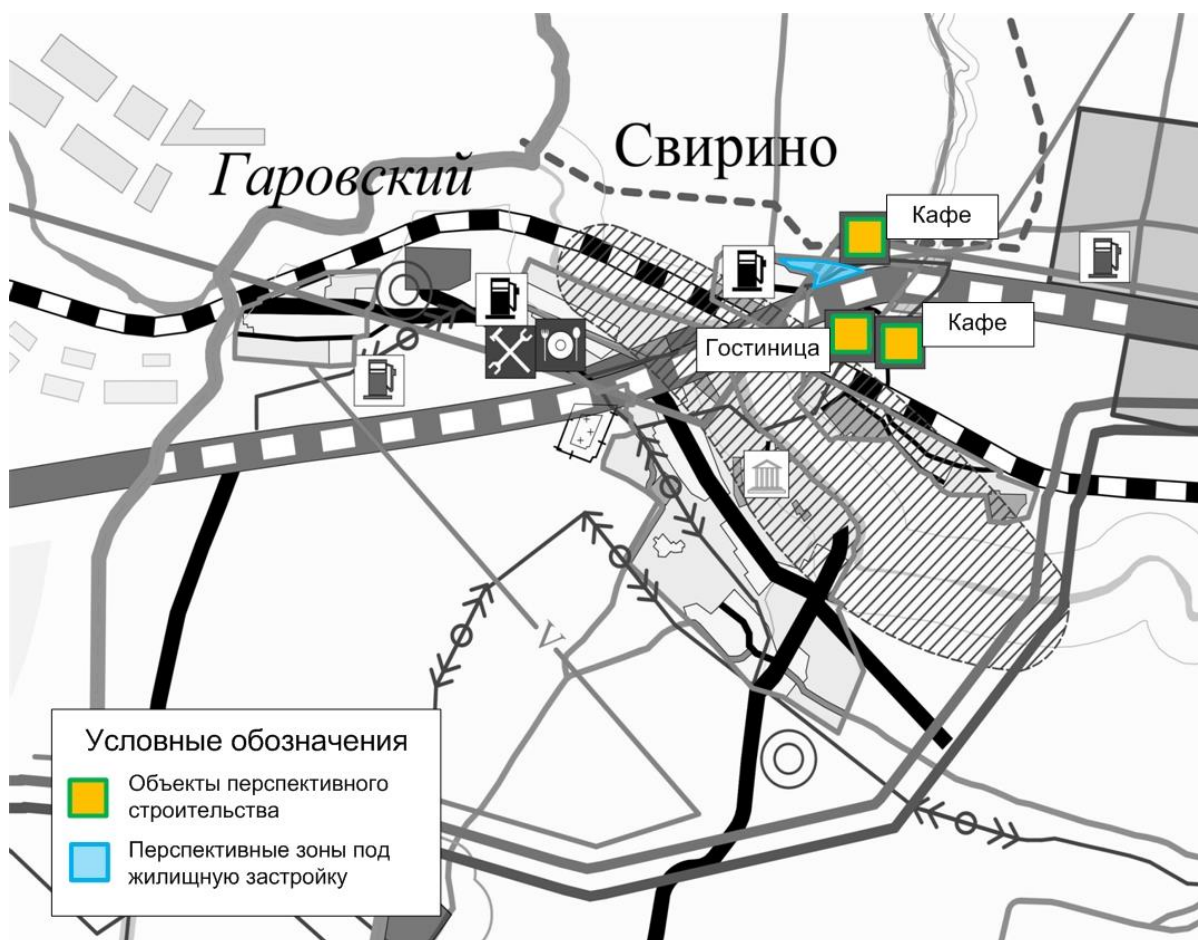 Свирино
Гаровский
Кафе
Кафе
Гостиница
V
Условные обозначения
Объекты перспективного
строительства
Перспективные зоны под
жилищную застройку